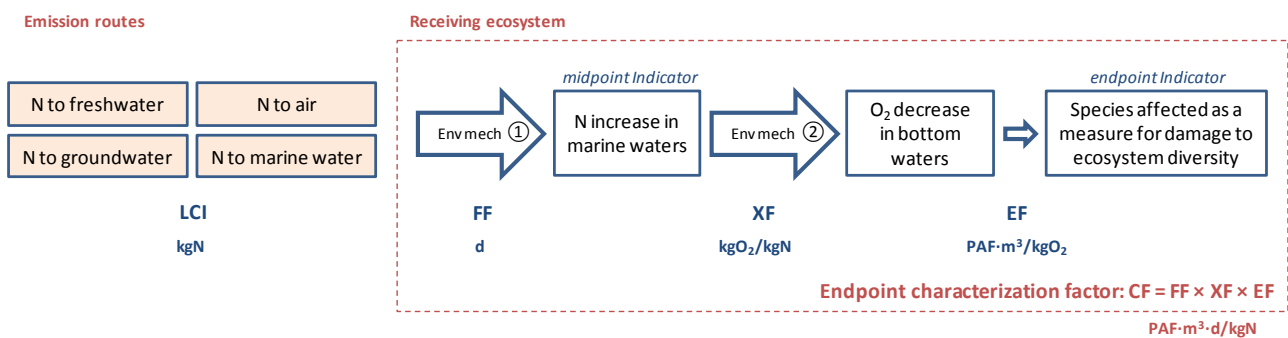 Emission routes
Receiving ecosystem
N to freshwater
N to air
N to groundwater
N to marine water
LCI
kgN
Env mech ①
midpoint Indicator
N increase in
marine waters
Env mech ②
O₂ decrease
in bottom
waters
endpoint Indicator
Species affected as a
measure for damage to
ecosystem diversity
FF
d
XF
kgO₂/kgN
EF
PAF·m³/kgO₂
Endpoint characterization factor: CF = FF × XF × EF
PAF·m³·d/kgN